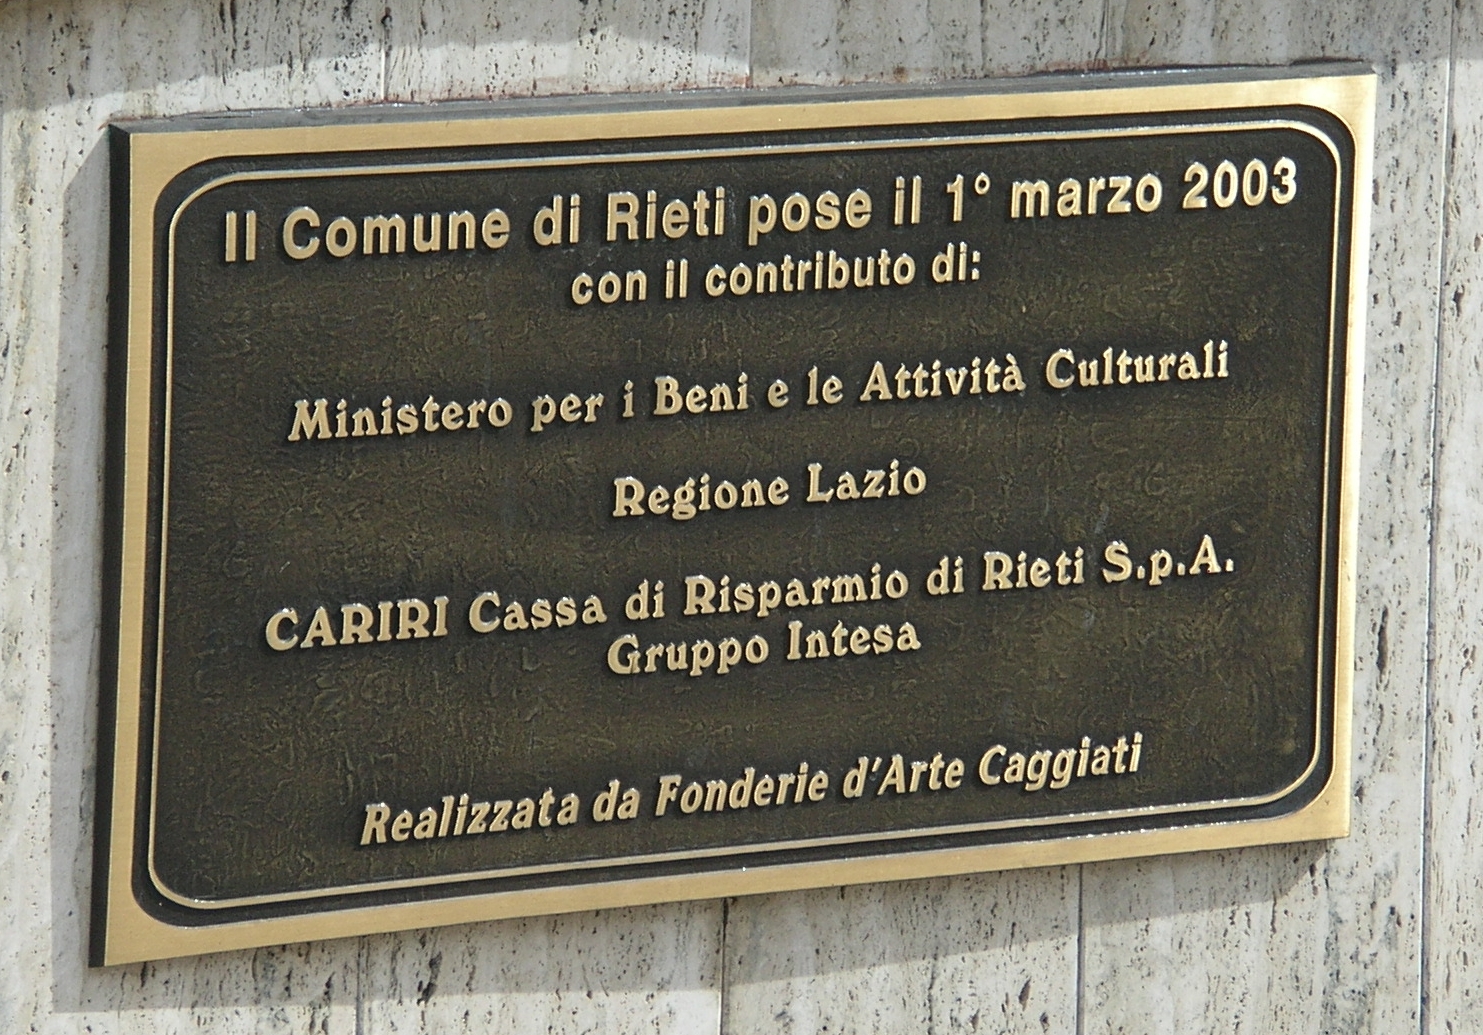 Il Comune di Rieti pose il 1° marzo 2003
con il contributo di:
Ministero per i Beni e le Attività Culturali
Regione Lazio
CARIRI Cassa di Risparmio di Rieti S.p.A.
Gruppo Intesa
Realizzata da Fonderie d'Arte Caggiati